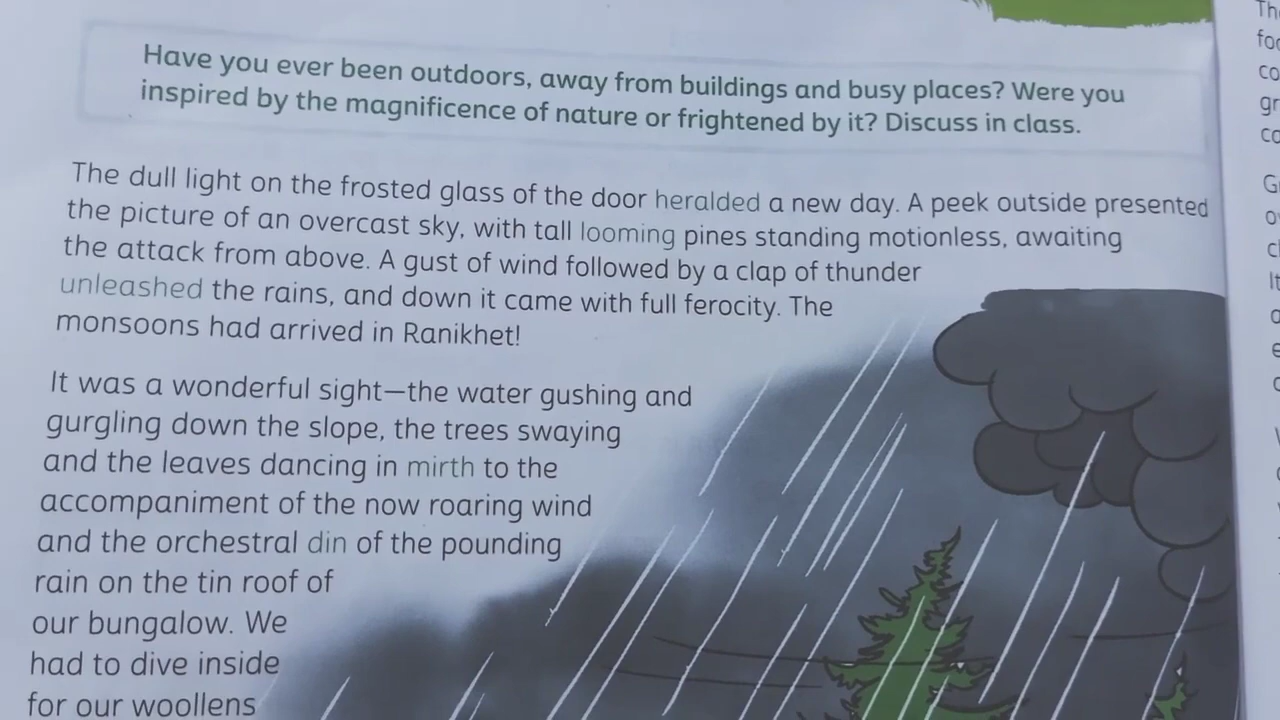 Have you ever been outdoors, away from buildings and busy places? Were you
inspired by the magnificence of nature or frightened by it? Discuss in class.
The dull light on the frosted glass of the door heralded a new day. A peek outside presented
the picture of an overcast sky, with tall looming pines standing motionless, awaiting
the attack from above. A gust of wind followed by a clap of thunder
unleashed the rains, and down it came with full ferocity. The
monsoons had arrived in Ranikhet!
It was a wonderful sight—the water gushing and
gurgling down the slope, the trees swaying
and the leaves dancing in mirth to the
accompaniment of the now roaring wind
and the orchestral din of the pounding
rain on the tin roof of
our bungalow. We
had to dive inside
for our woollens